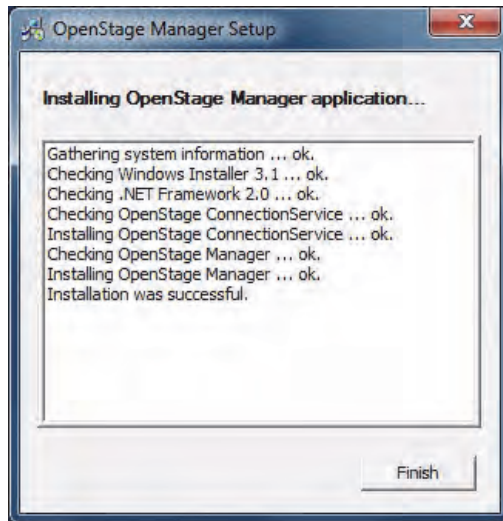 OpenStage Manager Setup
Installing OpenStage Manager application...
Gathering system information ... ok.
Checking Windows Installer 3.1 ... ok.
Checking .NET Framework 2.0 ... ok.
Checking OpenStage ConnectionService ... ok.
Installing OpenStage ConnectionService ... ok.
Checking OpenStage Manager ... ok.
Installing OpenStage Manager ... ok.
Installation was successful.
Finish